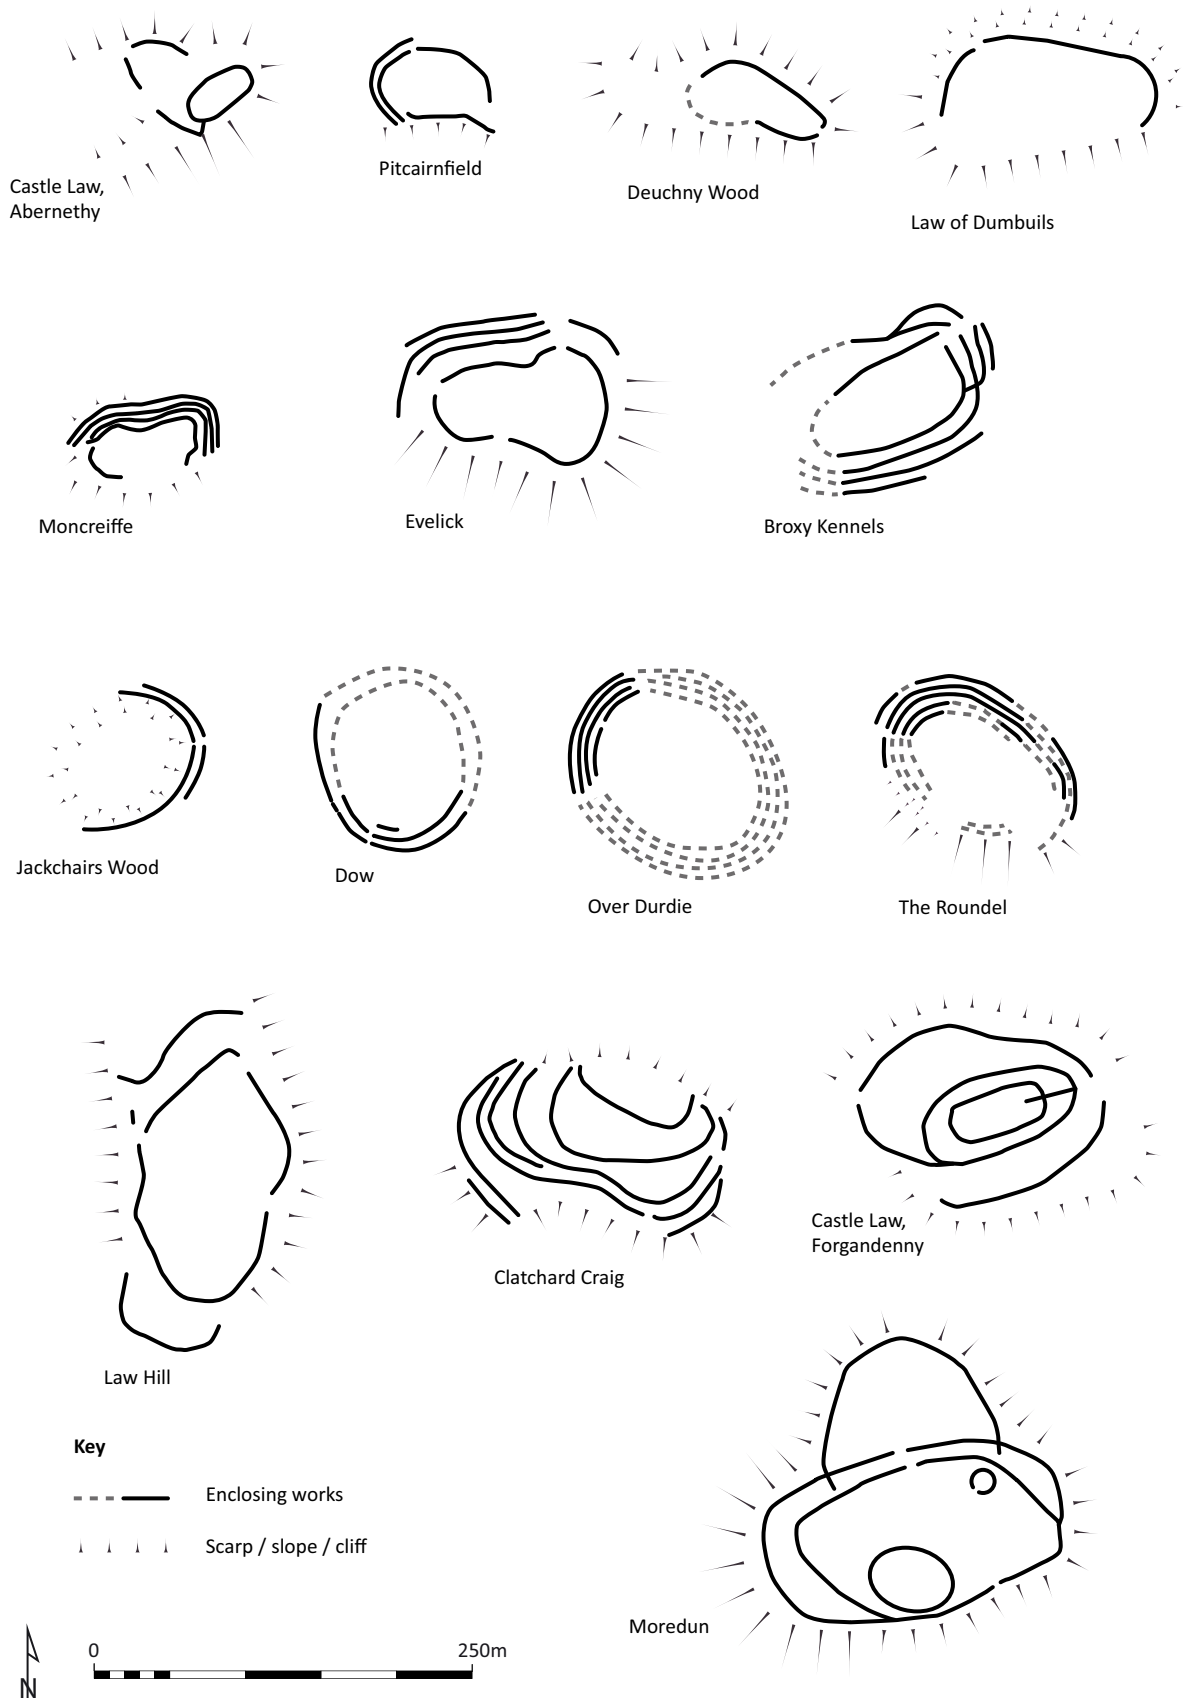 Castle Law,
Abernethy
Pitcairnfield
Deuchny Wood
Law of Dumbuils
Moncreiffe
Evelick
Broxy Kennels
Jackchairs Wood
Dow
Over Durdie
The Roundel
Law Hill
Clatchard Craig
Castle Law,
Forgandenny
Key
Enclosing works
Scarp / slope / cliff
Moredun
0
250m
N